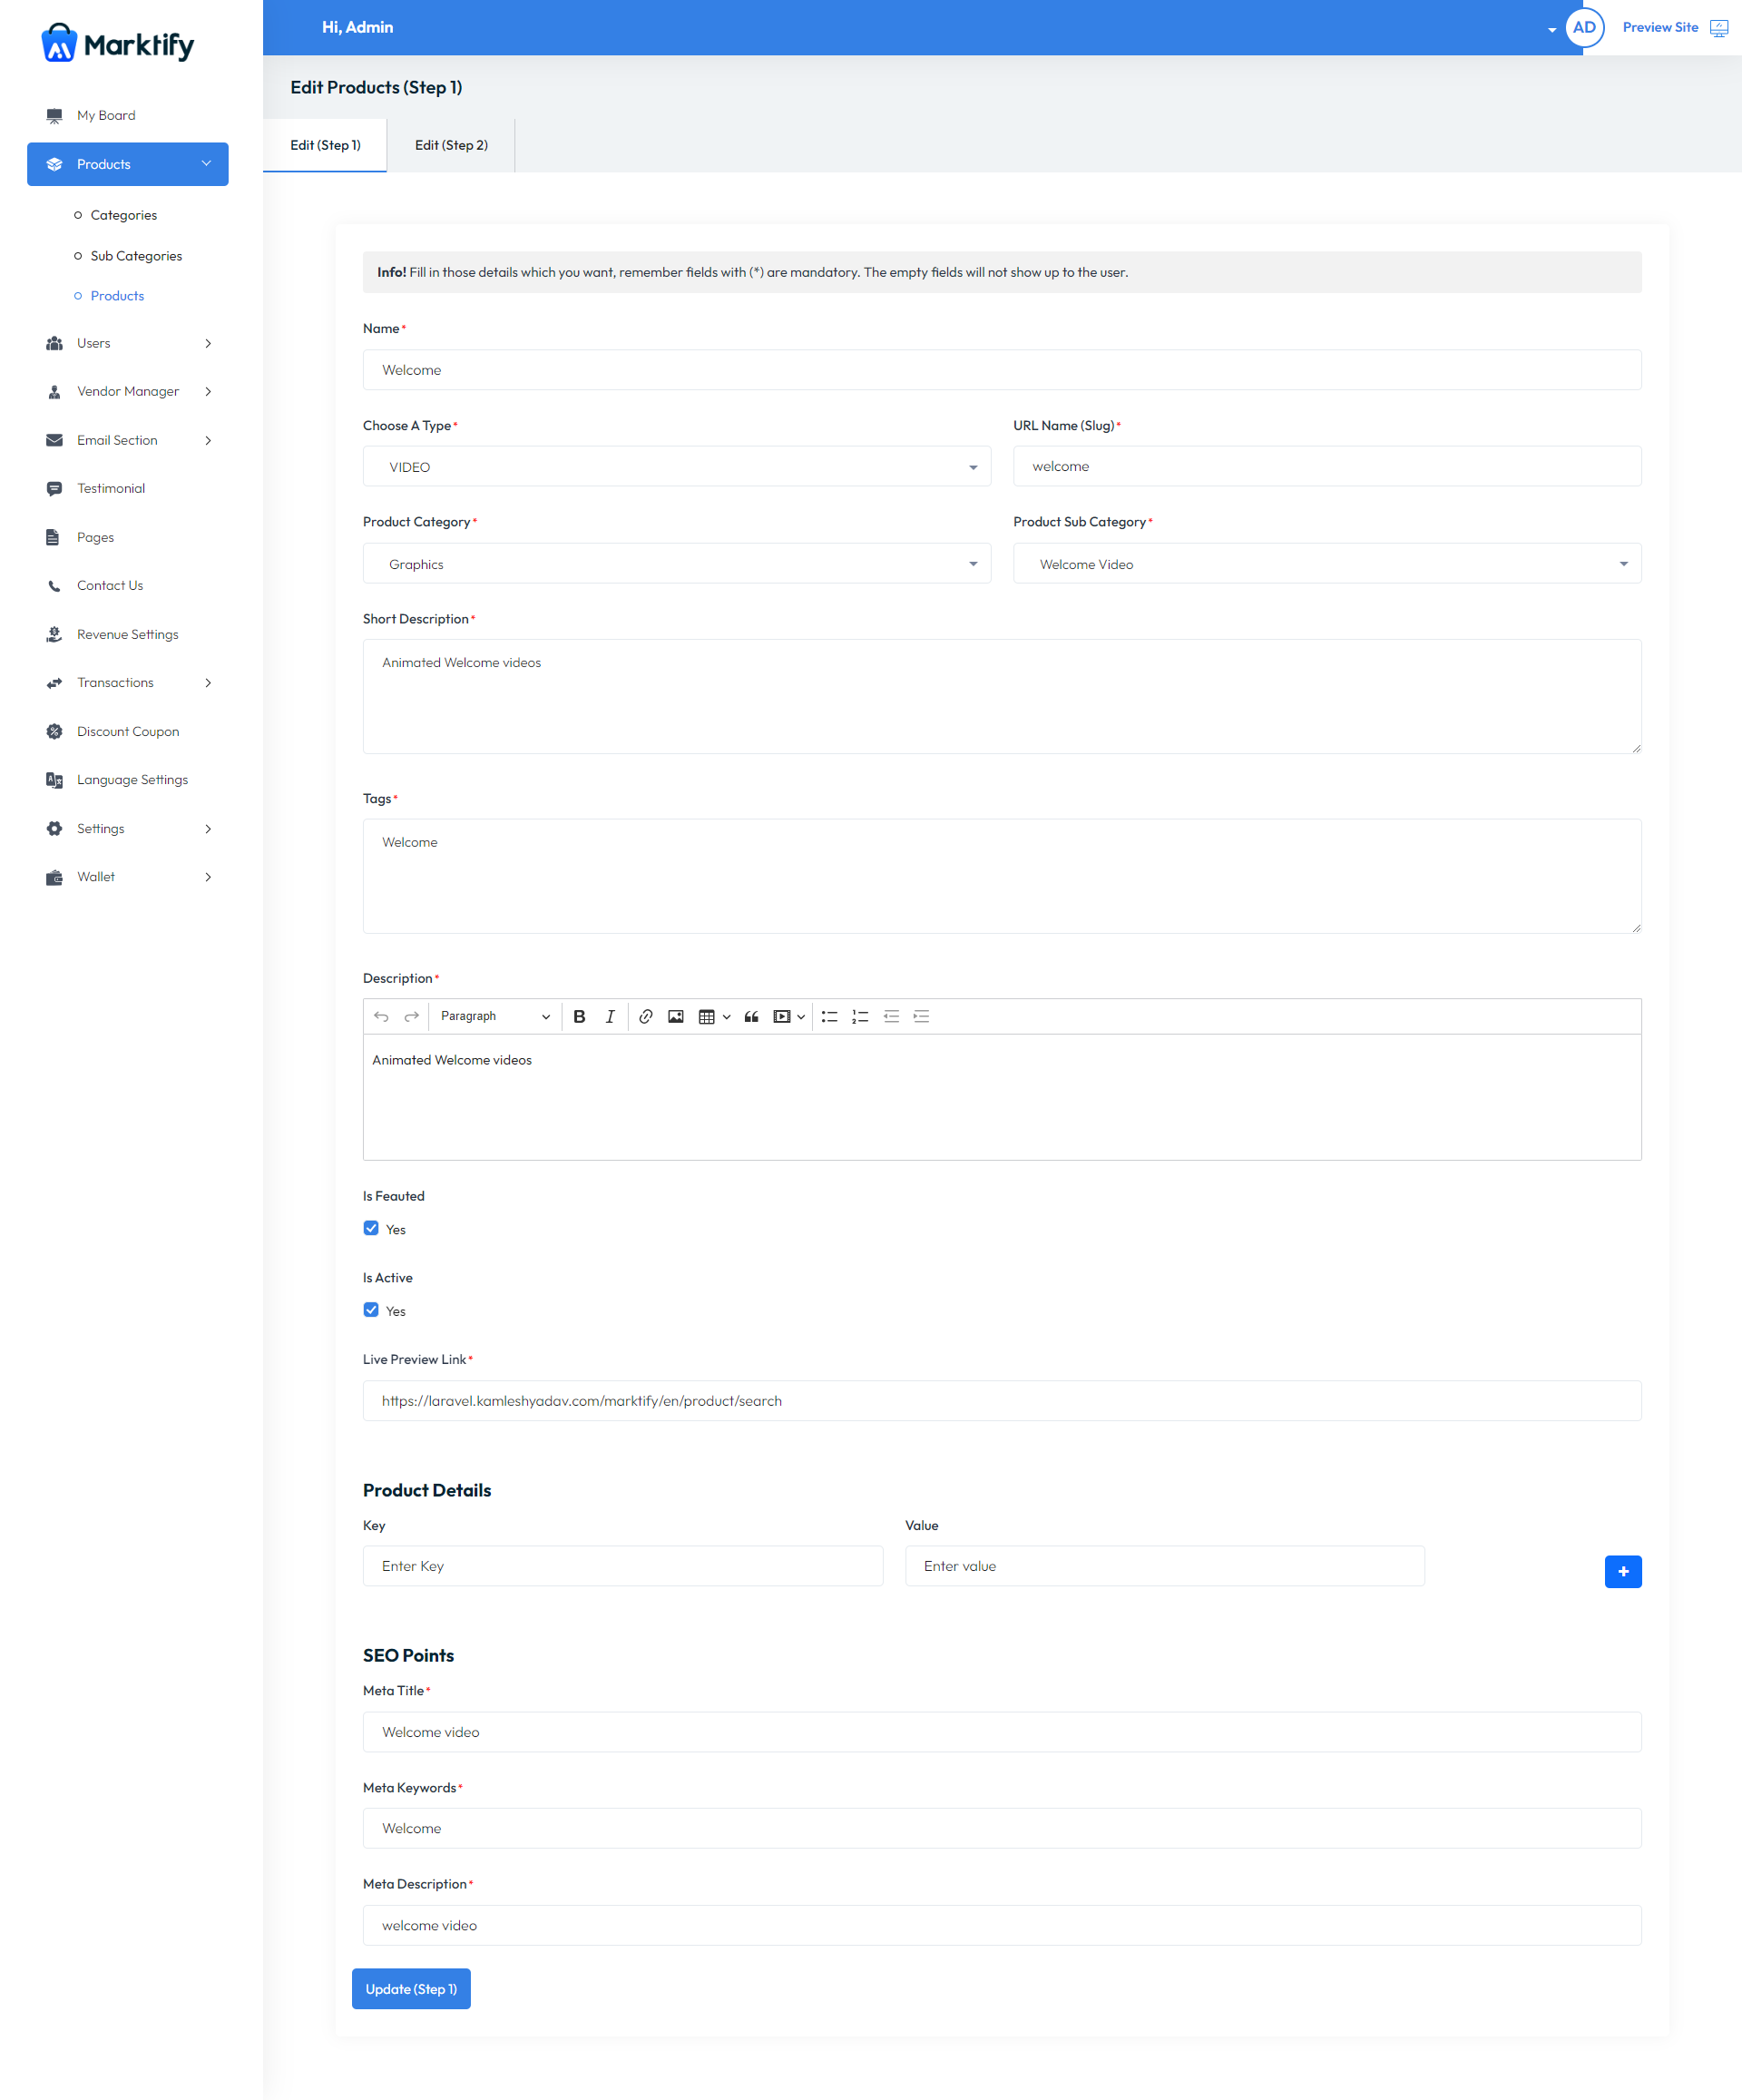 Marktify
Hi, Admin
AD
Preview Site
My Board
Products
Categories
Sub Categories
Products
Users
Vendor Manager
Email Section
Testimonial
Pages
Contact Us
Revenue Settings
Transactions
Discount Coupon
Language Settings
Settings
Wallet
Edit Products (Step 1)
Edit (Step 1)
Edit (Step 2)
Info! Fill in those details which you want, remember fields with (*) are mandatory. The empty fields will not show up to the user.
Name*
Welcome
Choose A Type*
VIDEO
URL Name (Slug)*
welcome
Product Category*
Graphics
Product Sub Category*
Welcome Video
Short Description*
Animated Welcome videos
Tags*
Welcome
Description*
Paragraph
Animated Welcome videos
Is Feauted
Yes
Is Active
Yes
Live Preview Link*
https://laravel.kamleshyadav.com/marktify/en/product/search
Product Details
Key
Enter Key
Value
Enter value
SEO Points
Meta Title*
Welcome video
Meta Keywords*
Welcome
Meta Description*
welcome video
Update (Step 1)